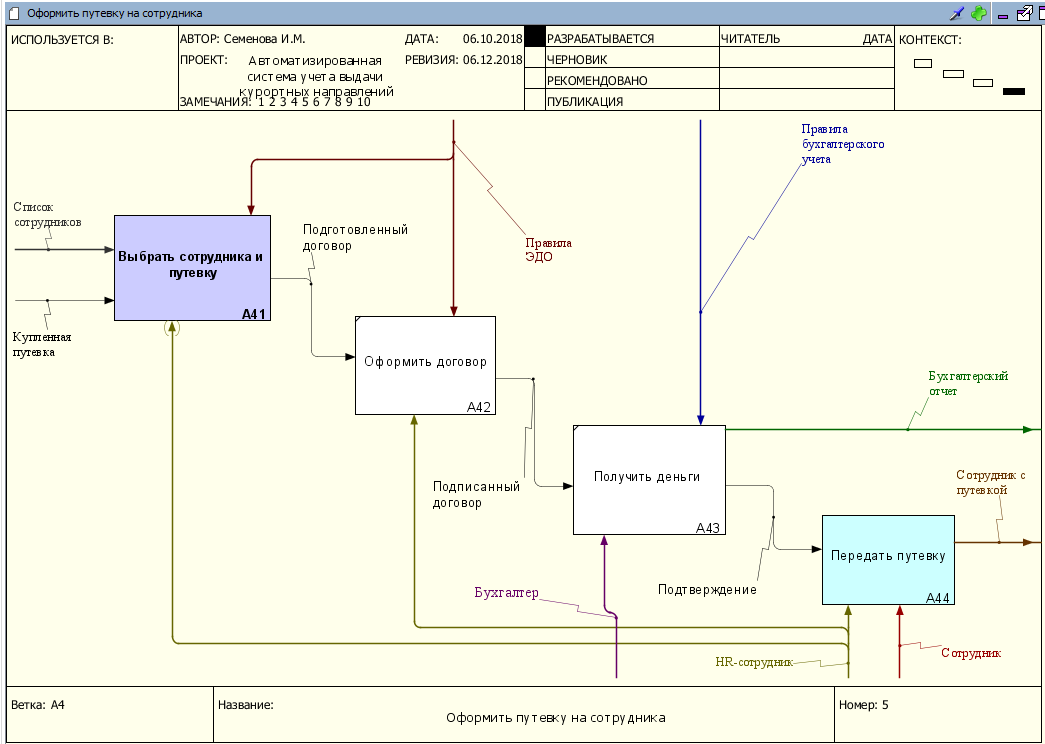 Оформить путевку на сотрудника
ИСПОЛЬЗУЕТСЯ В:
АВТОР: Семенова И.М.
ДАТА: 06.10.2018
РАЗРАБАТЫВАЕТСЯ
ЧИТАТЕЛЬ
ДАТА
КОНТЕКСТ:
ПРОЕКТ: Автоматизированная
система учета выдачи
курортных направлений
РЕВИЗИЯ: 06.12.2018
ЧЕРНОВИК
РЕКОМЕНДОВАНО
ЗАМЕЧАНИЯ: 1 2 3 4 5 6 7 8 9 10
ПУБЛИКАЦИЯ
Правила
бухгалтерского
учета
Список
сотрудников
Подготовленный
договор
Правила
ЭДО
Выбрать сотрудника и
путевку
A41
Купленная
путевка
Оформить договор
A42
Бухгалтерский
отчет
Подписанный
договор
Получить деньги
A43
Сотрудник с
путевкой
Передать путевку
A44
Бухгалтер
Подтверждение
HR-сотрудник
Сотрудник
Ветка: A4
Название:
Оформить путевку на сотрудника
Номер: 5